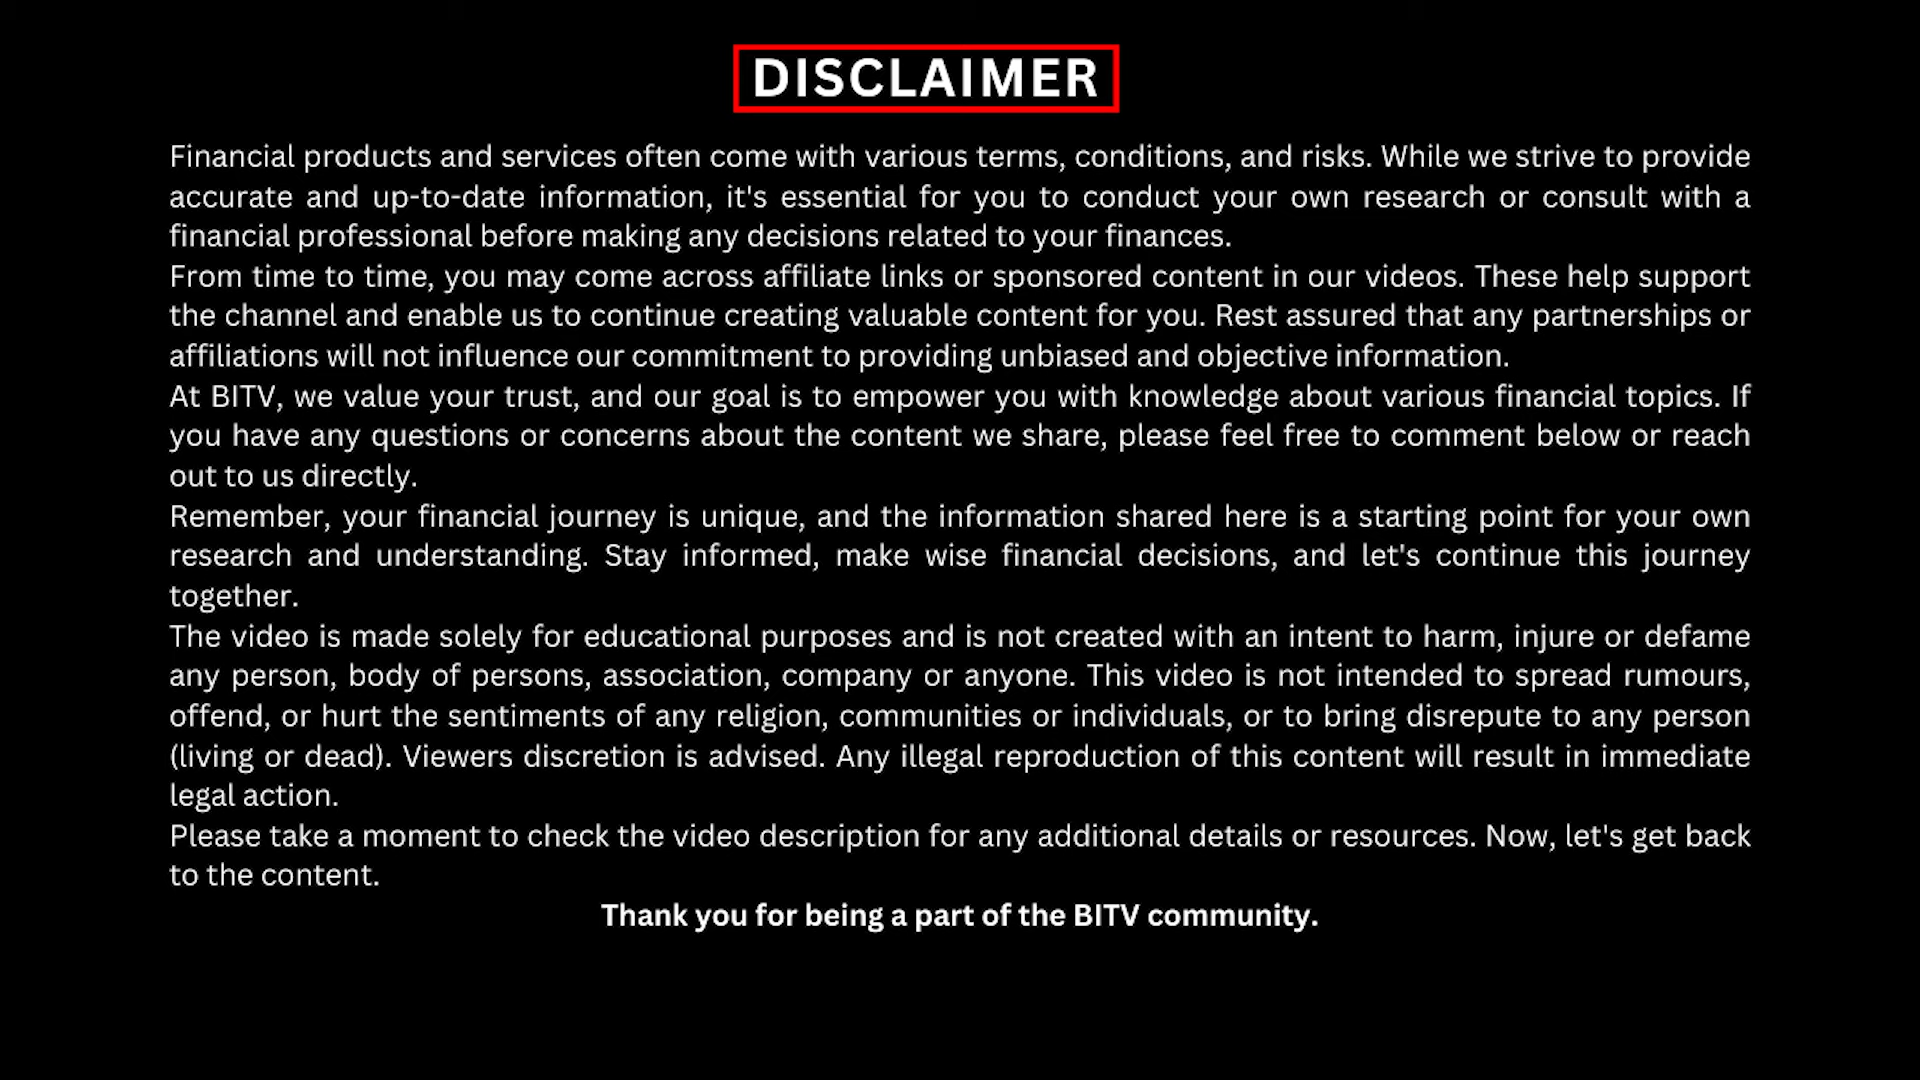 DISCLAIMER
Financial products and services often come with various terms, conditions, and risks. While we strive to provide
accurate and up-to-date information, it's essential for you to conduct your own research or consult with a
financial professional before making any decisions related to your finances.
From time to time, you may come across affiliate links or sponsored content in our videos. These help support
the channel and enable us to continue creating valuable content for you. Rest assured that any partnerships or
affiliations will not influence our commitment to providing unbiased and objective information.
At BITV, we value your trust, and our goal is to empower you with knowledge about various financial topics. If
you have any questions or concerns about the content we share, please feel free to comment below or reach
out to us directly.
Remember, your financial journey is unique, and the information shared here is a starting point for your own
research and understanding. Stay informed, make wise financial decisions, and let's continue this journey
together.
The video is made solely for educational purposes and is not created with an intent to harm, injure or defame
any person, body of persons, association, company or anyone. This video is not intended to spread rumours,
offend, or hurt the sentiments of any religion, communities or individuals, or to bring disrepute to any person
(living or dead). Viewers discretion is advised. Any illegal reproduction of this content will result in immediate
legal action.
Please take a moment to check the video description for any additional details or resources. Now, let's get back
to the content.
Thank you for being a part of the BITV community.